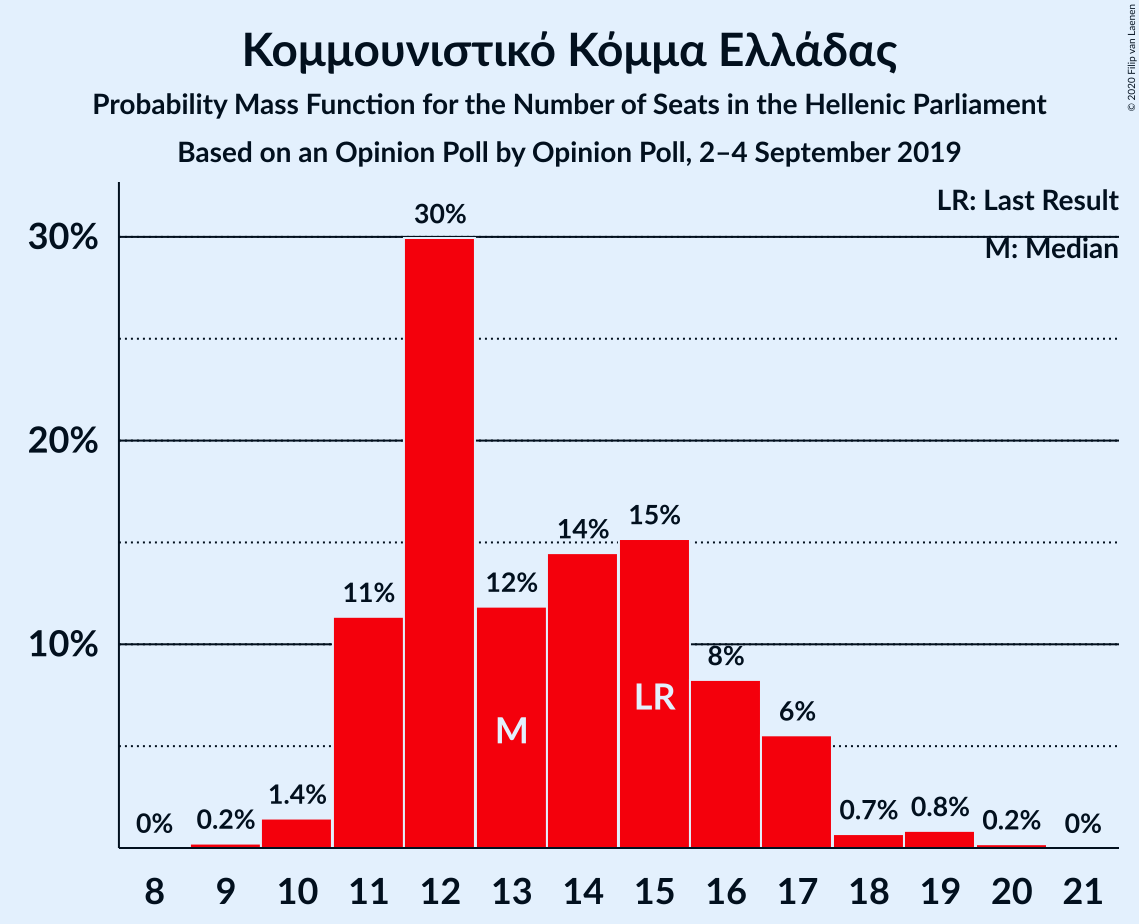 Κομμουνιστικό Κόμμα Ελλάδας
Probability Mass Function for the Number of Seats in the Hellenic Parliament
Based on an Opinion Poll by Opinion Poll, 2–4 September 2019
© 2020 Filip van Laenen
LR: Last Result
M: Median
30%
20%
10%
0%
0.2%
1.4%
11%
30%
12%
14%
15%
8%
6%
0.7%
0.8%
0.2%
0%
M
LR
8 9 10 11 12 13 14 15 16 17 18 19 20 21